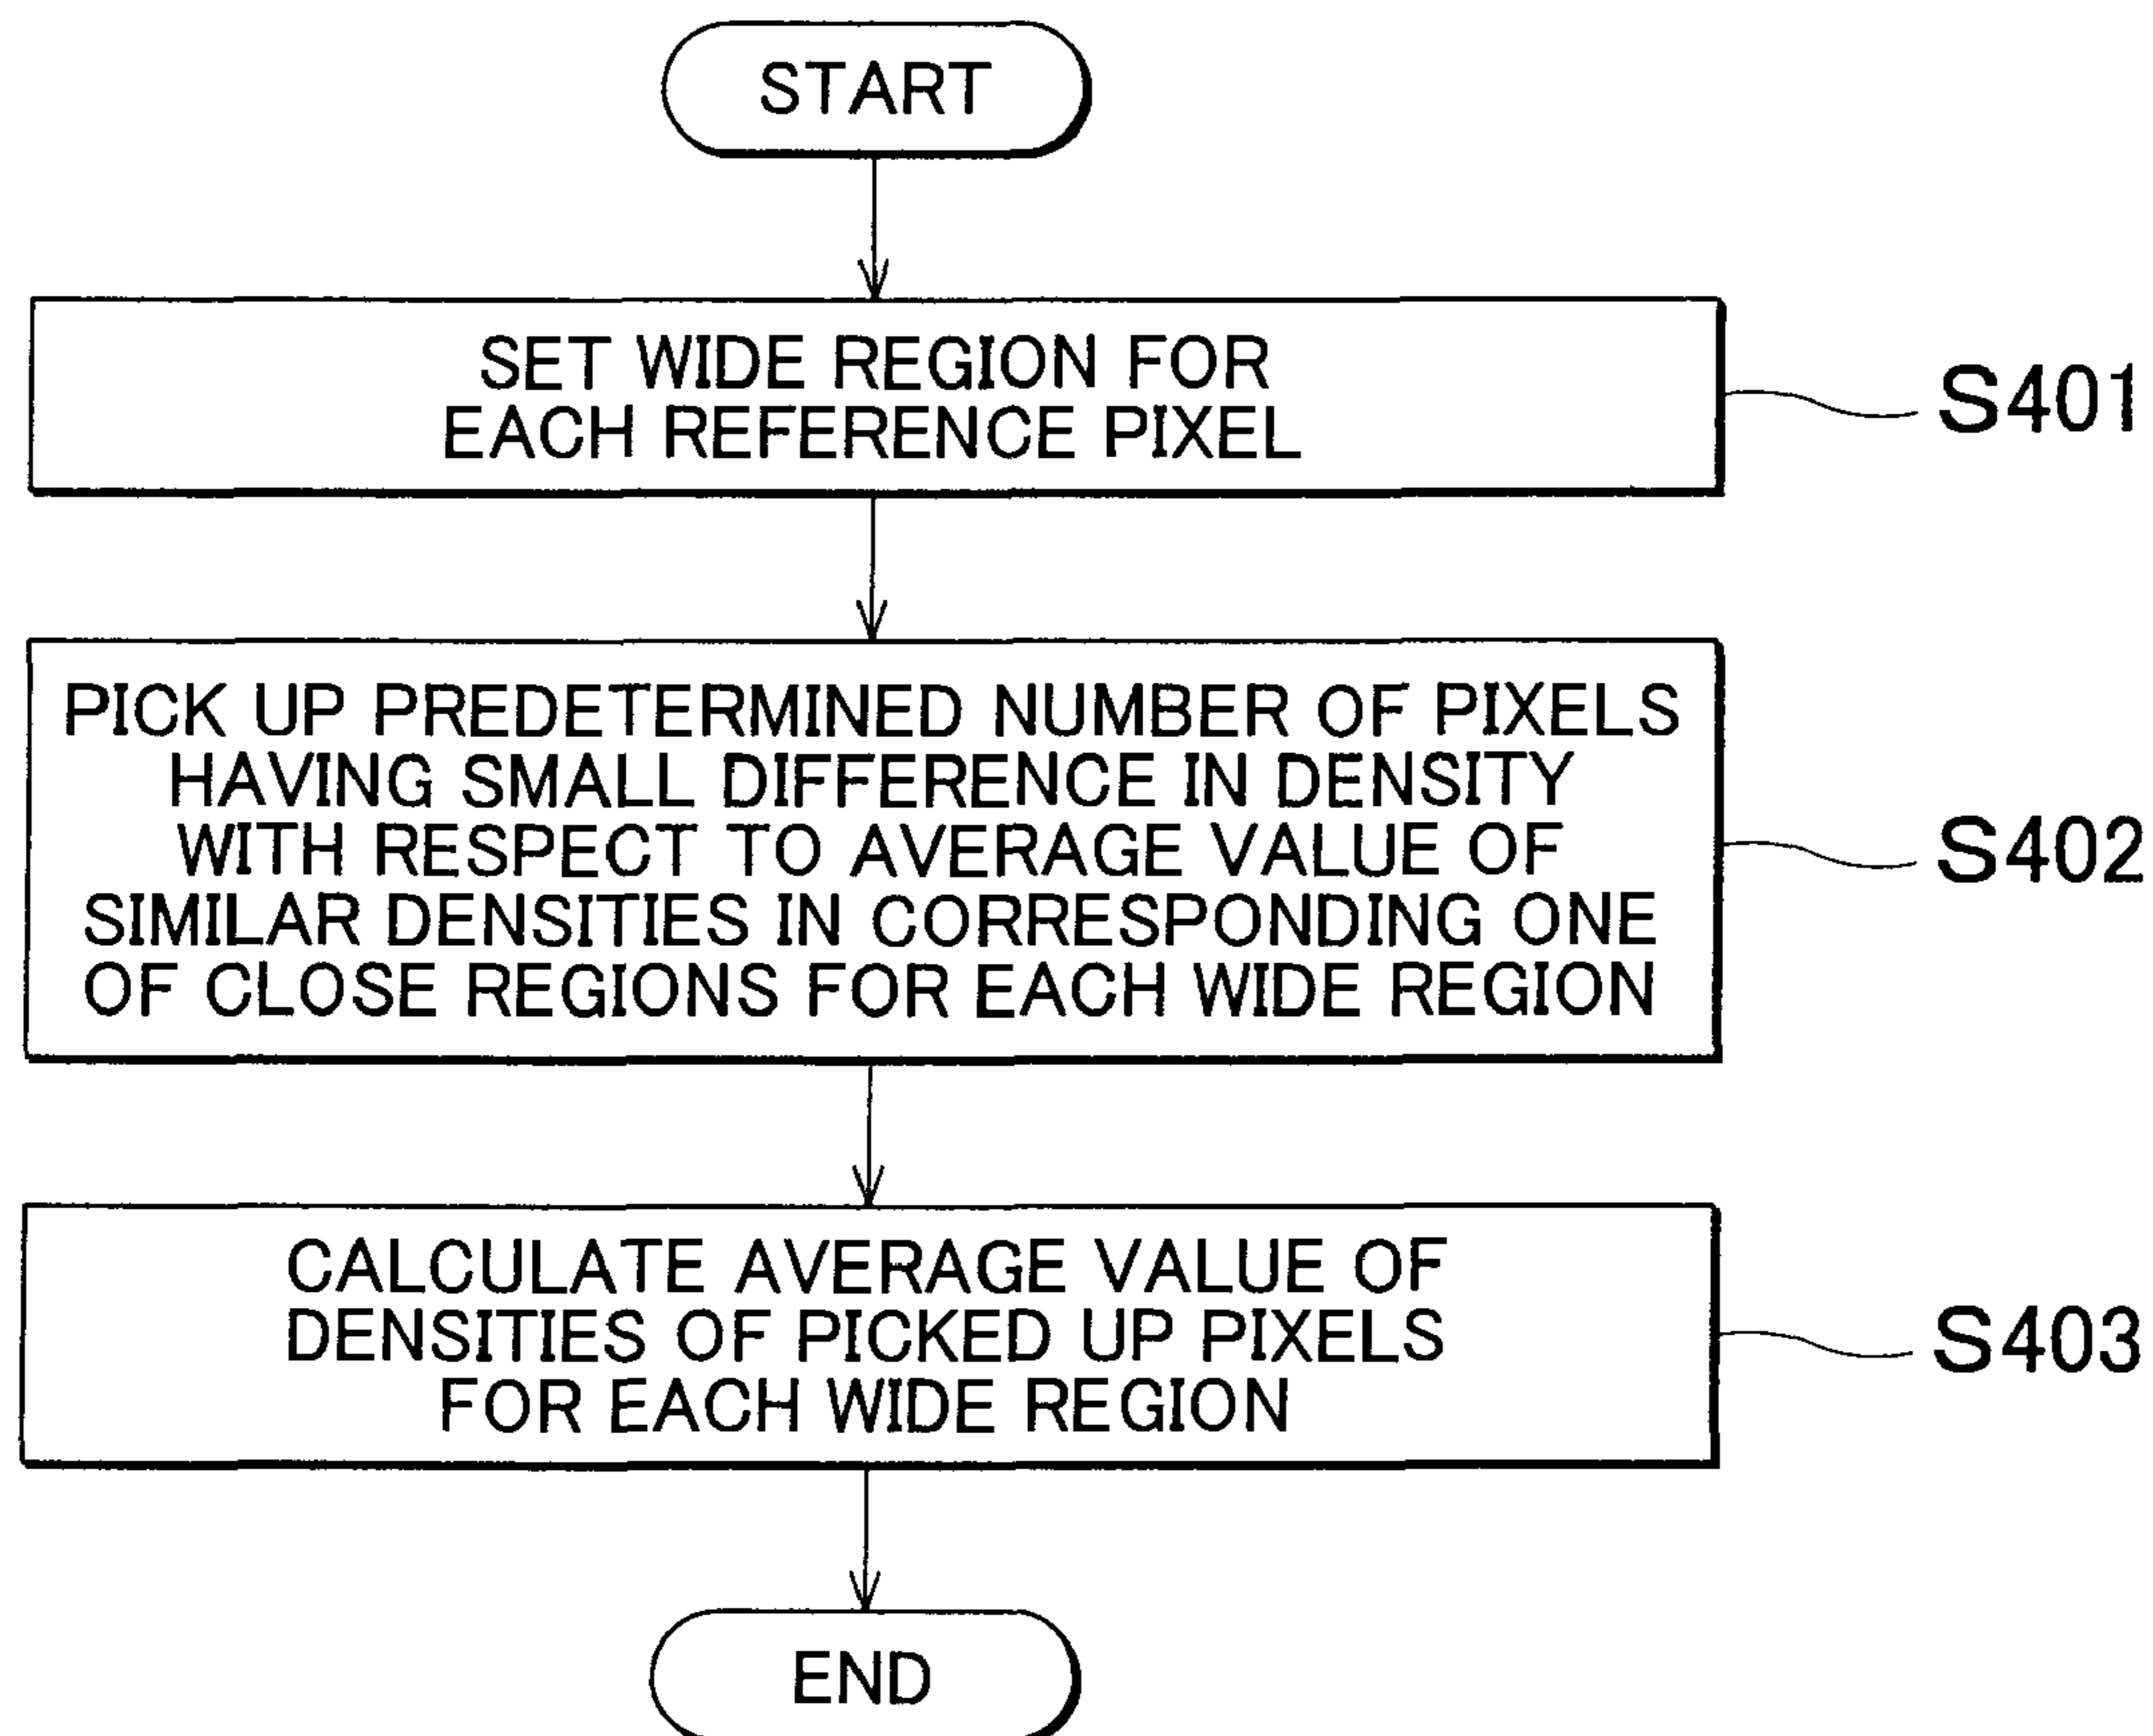 START
SET WIDE REGION FOR
EACH REFERENCE PIXEL
S401
PICK UP PREDETERMINED NUMBER OF PIXELS
HAVING SMALL DIFFERENCE IN DENSITY
WITH RESPECT TO AVERAGE VALUE OF
SIMILAR DENSITIES IN CORRESPONDING ONE
OF CLOSE REGIONS FOR EACH WIDE REGION
S402
CALCULATE AVERAGE VALUE OF
DENSITIES OF PICKED UP PIXELS
FOR EACH WIDE REGION
S403
END